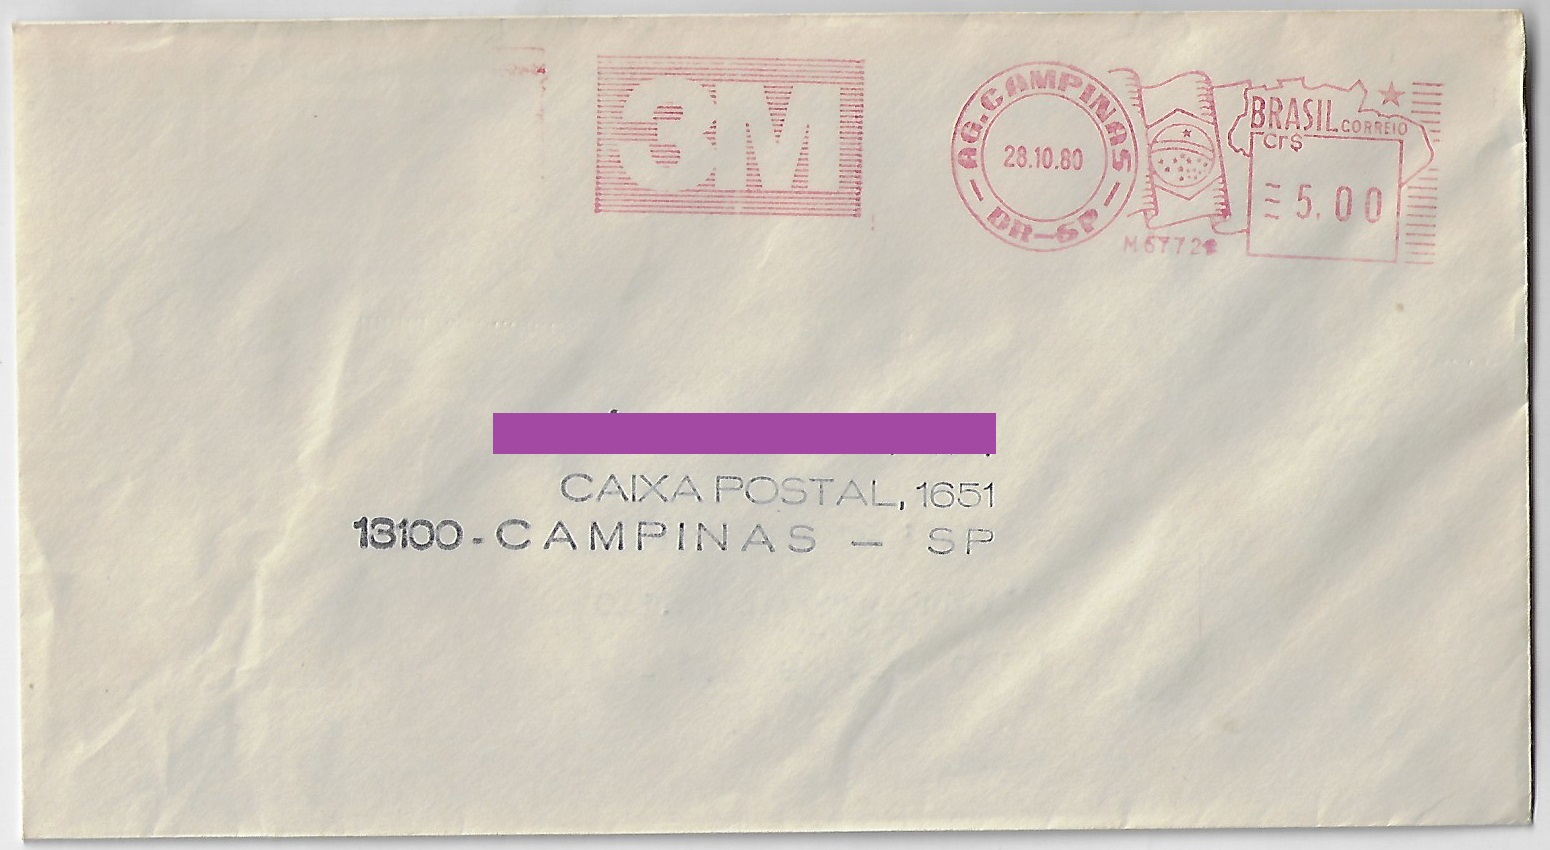 3M
AG. CAMPINAS
28.10.80
DR-SP
BRASIL CORREIO
Cr$
5.00
CAIXA POSTAL, 1651
13100-CAMPINAS - SP